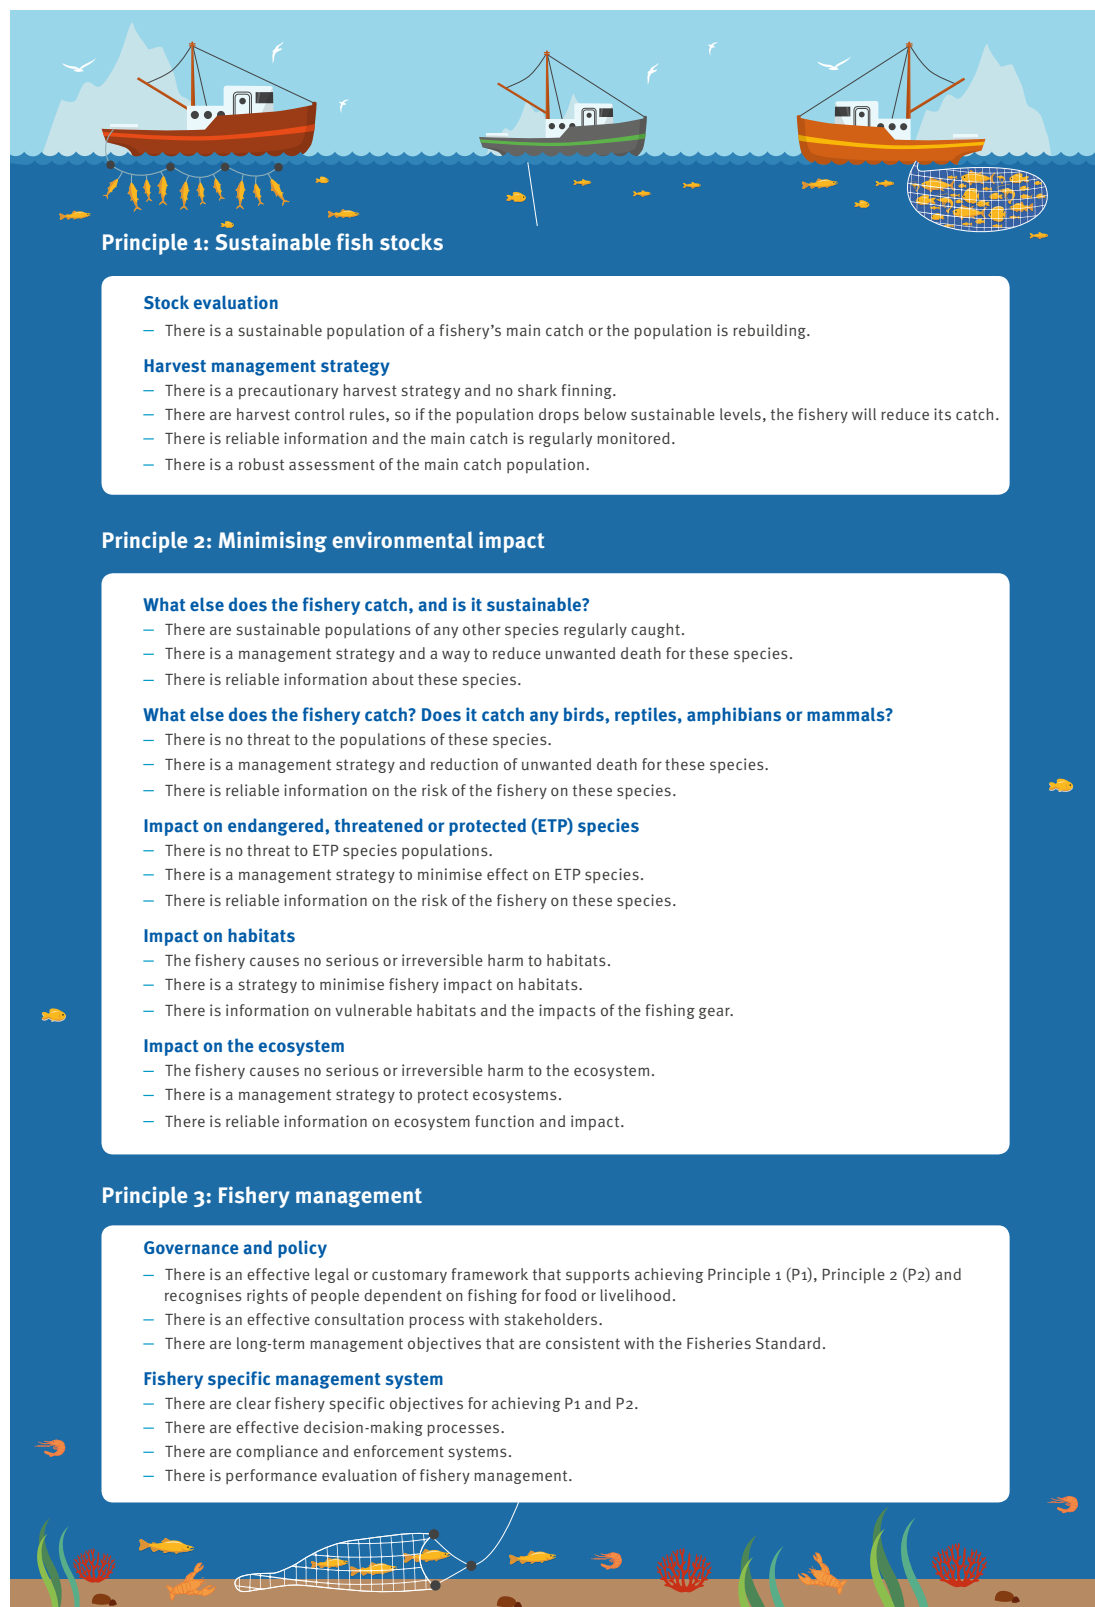 Principle 1: Sustainable fish stocks
Stock evaluation
— There is a sustainable population of a fishery’s main catch or the population is rebuilding.
Harvest management strategy
— There is a precautionary harvest strategy and no shark finning.
— There are harvest control rules, so if the population drops below sustainable levels, the fishery will reduce its catch.
— There is reliable information and the main catch is regularly monitored.
— There is a robust assessment of the main catch population.
Principle 2: Minimising environmental impact
What else does the fishery catch, and is it sustainable?
— There are sustainable populations of any other species regularly caught.
— There is a management strategy and a way to reduce unwanted death for these species.
— There is reliable information about these species.
What else does the fishery catch? Does it catch any birds, reptiles, amphibians or mammals?
— There is no threat to the populations of these species.
— There is a management strategy and reduction of unwanted death for these species.
— There is reliable information on the risk of the fishery on these species.
Impact on endangered, threatened or protected (ETP) species
— There is no threat to ETP species populations.
— There is a management strategy to minimise effect on ETP species.
— There is reliable information on the risk of the fishery on these species.
Impact on habitats
— The fishery causes no serious or irreversible harm to habitats.
— There is a strategy to minimise fishery impact on habitats.
— There is information on vulnerable habitats and the impacts of the fishing gear.
Impact on the ecosystem
— The fishery causes no serious or irreversible harm to the ecosystem.
— There is a management strategy to protect ecosystems.
— There is reliable information on ecosystem function and impact.
Principle 3: Fishery management
Governance and policy
— There is an effective legal or customary framework that supports achieving Principle 1 (P1), Principle 2 (P2) and
recognises rights of people dependent on fishing for food or livelihood.
— There is an effective consultation process with stakeholders.
— There are long-term management objectives that are consistent with the Fisheries Standard.
Fishery specific management system
— There are clear fishery specific objectives for achieving P1 and P2.
— There are effective decision-making processes.
— There are compliance and enforcement systems.
— There is performance evaluation of fishery management.